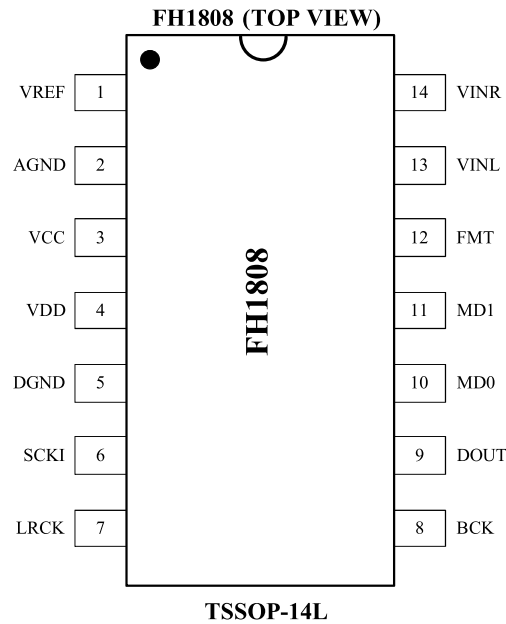 FH1808 (TOP VIEW)
VREF 1 14 VINR
AGND 2 13 VINL
VCC 3 12 FMT
VDD 4 11 MD1
DGND 5 10 MD0
SCKI 6 9 DOUT
LRCK 7 8 BCK
FH1808
TSSOP-14L